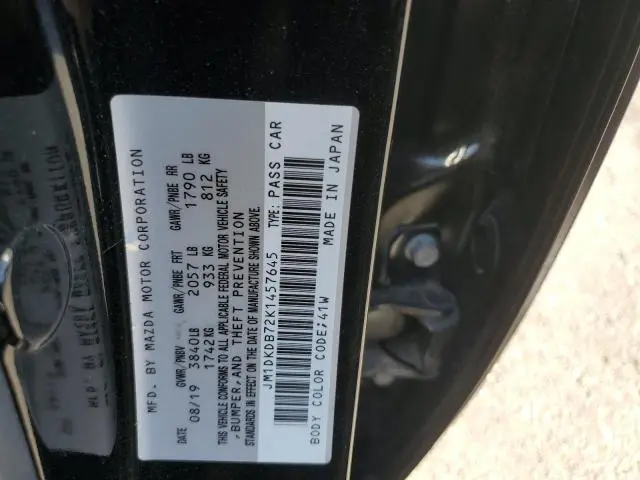 MFD. BY MAZDA MOTOR CORPORATION
DATE GVWR/PNBV GAWR/PNBE FRT GAWR/PNBE RR
08/19 3840LB 2057 LB 1790 LB
1742KG 933 KG 812 KG
THIS VEHICLE CONFORMS TO ALL APPLICABLE FEDERAL MOTOR VEHICLE SAFETY
,BUMPER,AND THEFT PREVENTION
STANDARDS IN EFFECT ON THE DATE OF MANUFACTURE SHOWN ABOVE.
JM1DKDB72K1457645 TYPE: PASS CAR
BODY COLOR CODE;41W MADE IN JAPAN